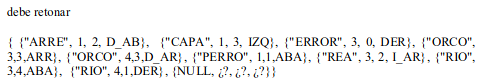 debe retonar
{ {"ARRE", 1, 2, D_AB}, {"CAPA", 1, 3, IZQ}, {"ERROR", 3, 0, DER}, {"ORCO",
3,3,ARR}, {"ORCO", 4,3,D_AR}, {"PERRO", 1,1,ABA}, {"REA", 3, 2, I_AR}, {"RIO",
3,4,ABA}, {"RIO", 4,1,DER}, {NULL, ¿?, ¿?, ¿?}}